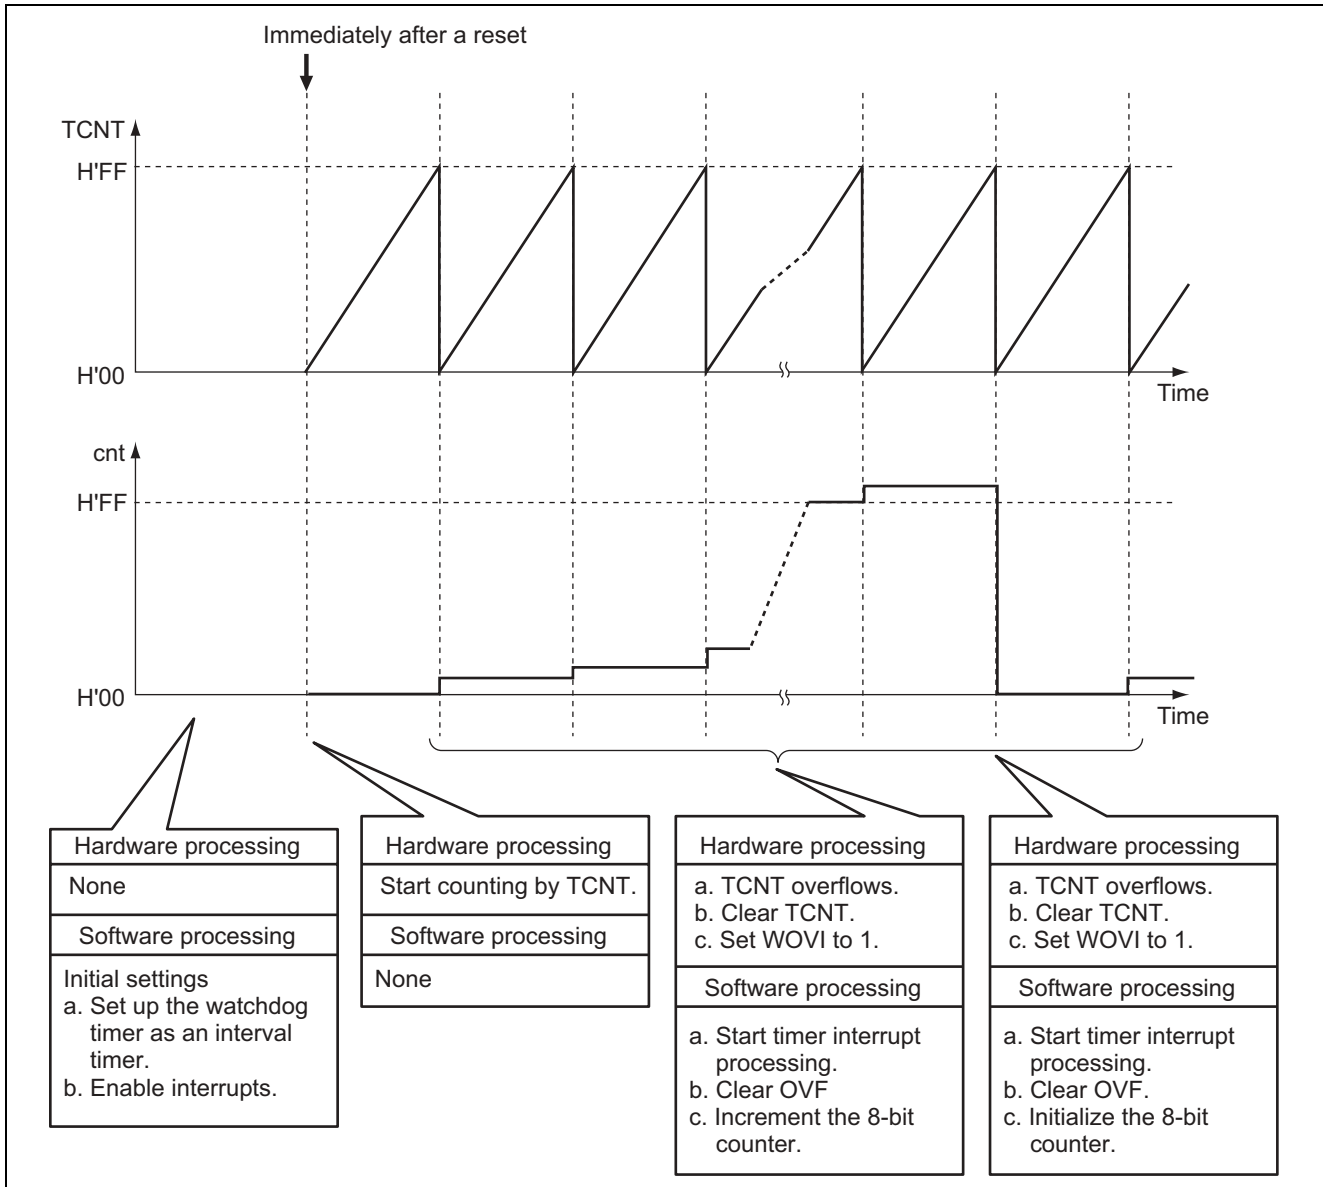 Immediately after a reset
TCNT
H'FF
H'00
Time
cnt
H'FF
H'00
Time
Hardware processing
None
Software processing
Initial settings
a. Set up the watchdog
timer as an interval
timer.
b. Enable interrupts.
Hardware processing
Start counting by TCNT.
Software processing
None
Hardware processing
a. TCNT overflows.
b. Clear TCNT.
c. Set WOVI to 1.
Software processing
a. Start timer interrupt
processing.
b. Clear OVF
c. Increment the 8-bit
counter.
Hardware processing
a. TCNT overflows.
b. Clear TCNT.
c. Set WOVI to 1.
Software processing
a. Start timer interrupt
processing.
b. Clear OVF.
c. Initialize the 8-bit
counter.